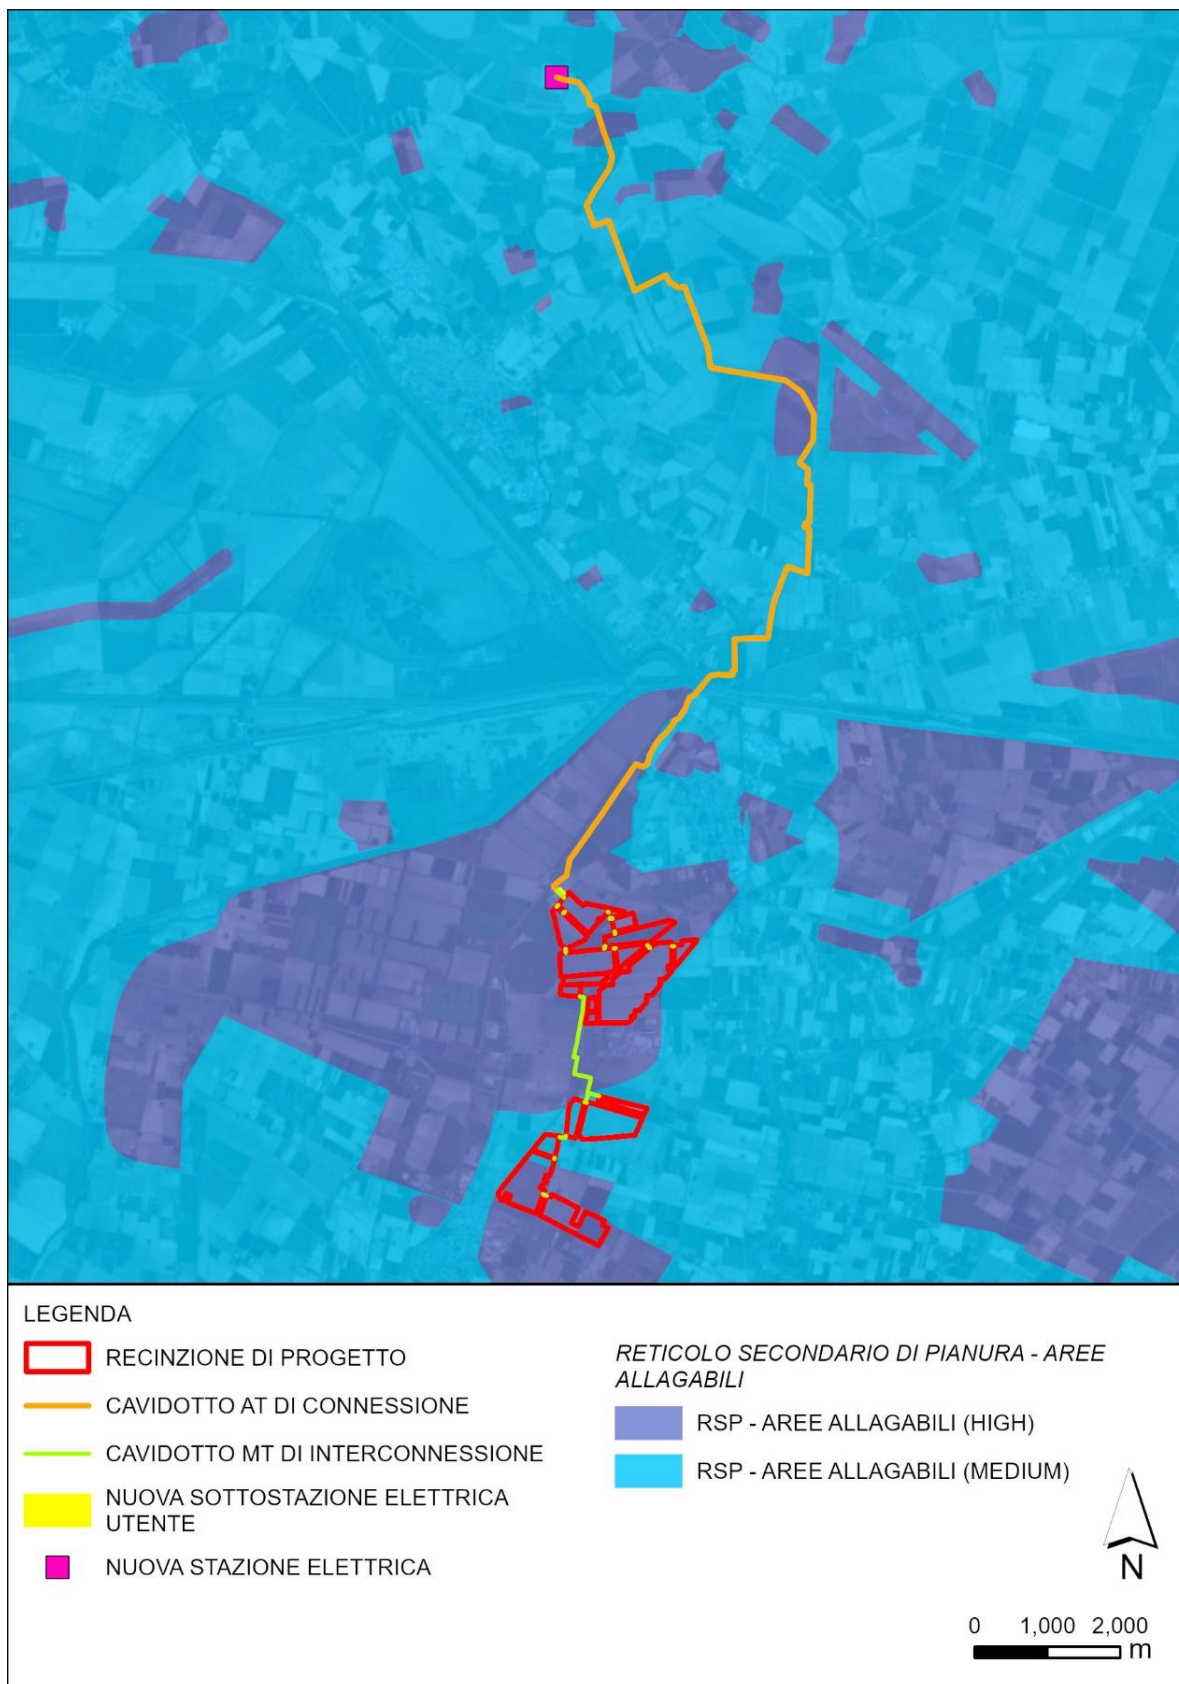 LEGENDA
RECINZIONE DI PROGETTO
CAVIDOTTO AT DI CONNESSIONE
CAVIDOTTO MT DI INTERCONNESSIONE
NUOVA SOTTOSTAZIONE ELETTRICA
UTENTE
NUOVA STAZIONE ELETTRICA
RETICOLO SECONDARIO DI PIANURA - AREE
ALLAGABILI
RSP - AREE ALLAGABILI (HIGH)
RSP - AREE ALLAGABILI (MEDIUM)
N
0 1,000 2,000
m